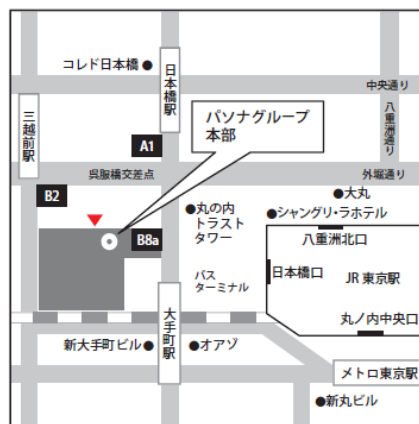 コレド日本橋
日本橋駅
中央通り
三越前駅
パソナグループ
本部
八重洲通り
A1
呉服橋交差点
外堀通り
B2
大丸
丸の内
トラスト
タワー
シャングリ・ラホテル
八重洲北口
B8a
バス
ターミナル
日本橋口
JR 東京駅
大手町駅
丸ノ内中央口
新大手町ビル
オアゾ
メトロ東京駅
新丸ビル